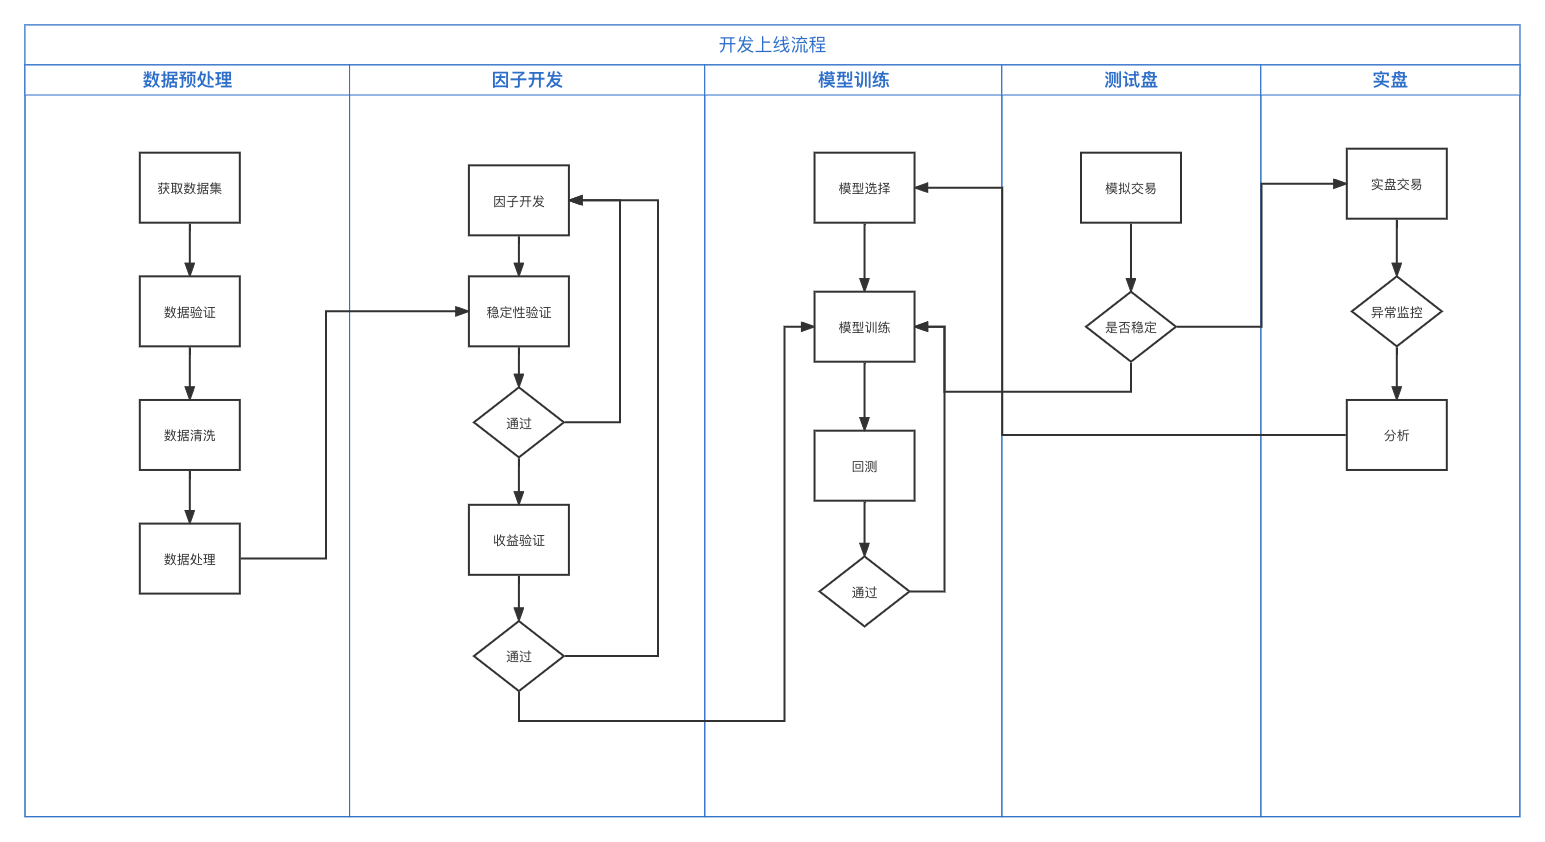 开发上线流程
数据预处理
因子开发
模型训练
测试盘
实盘
获取数据集
数据验证
数据清洗
数据处理
因子开发
稳定性验证
通过
收益验证
通过
模型选择
模型训练
回测
通过
模拟交易
是否稳定
实盘交易
异常监控
分析